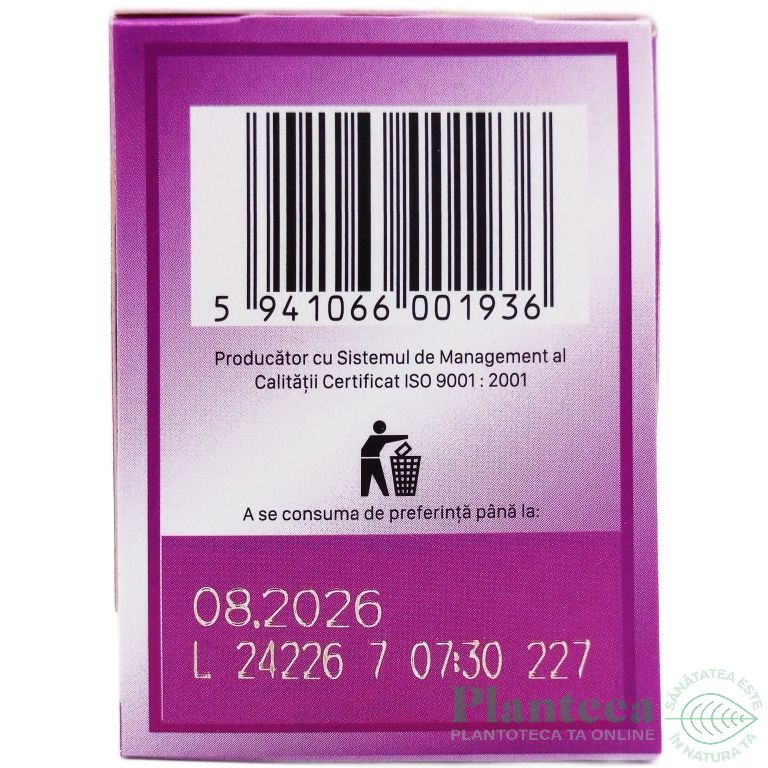 5 941066 001936
Producător cu Sistemul de Management al
Calității Certificat ISO 9001 : 2001
A se consuma de preferință până la:
08.2026
L 24226 7 07:30 227
Planteea
PLANTOTECA TA ONLINE
SĂNĂTATEA ESTE
ÎN NATURA TA